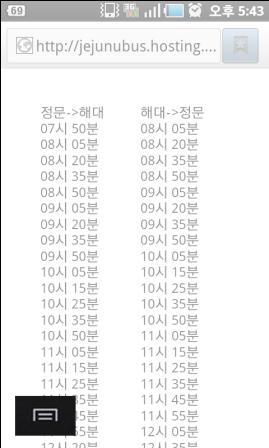 69 3G 오후 5:43
http://jejunubus.hosting....
정문->해대 해대->정문
07시 50분 08시 05분
08시 05분 08시 20분
08시 20분 08시 35분
08시 35분 08시 50분
08시 50분 09시 05분
09시 05분 09시 20분
09시 20분 09시 35분
09시 35분 09시 50분
09시 50분 10시 05분
10시 05분 10시 15분
10시 15분 10시 25분
10시 25분 10시 35분
10시 35분 10시 50분
10시 50분 11시 05분
11시 05분 11시 15분
11시 15분 11시 25분
11시 25분 11시 35분
35분 11시 45분
45분 11시 55분
55분 12시 05분